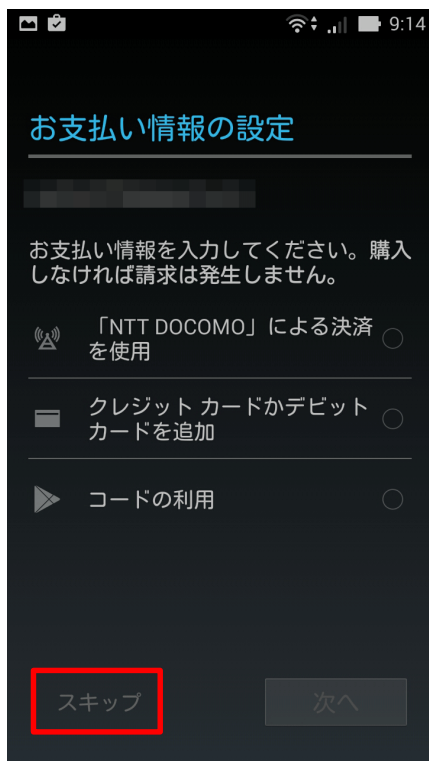 9:14
お支払い情報の設定
お支払い情報を入力してください。購入
しなければ請求は発生しません。
「NTT DOCOMO」による決済
を使用
クレジット カードかデビット
カードを追加
コードの利用
スキップ
次へ